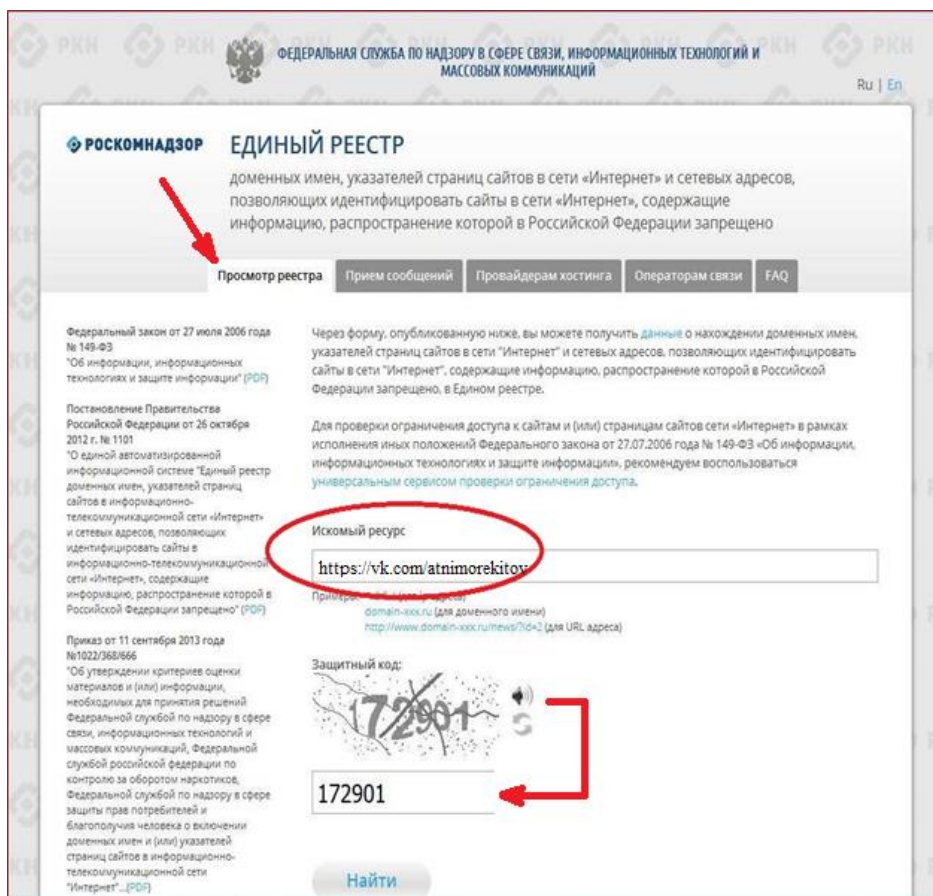 ФЕДЕРАЛЬНАЯ СЛУЖБА ПО НАДЗОРУ В СФЕРЕ СВЯЗИ, ИНФОРМАЦИОННЫХ ТЕХНОЛОГИЙ И
МАССОВЫХ КОММУНИКАЦИЙ
Ru | En
РОСКОМНАДЗОР
ЕДИНЫЙ РЕЕСТР
доменных имен, указателей страниц сайтов в сети «Интернет» и сетевых адресов,
позволяющих идентифицировать сайты в сети «Интернет», содержащие
информацию, распространение которой в Российской Федерации запрещено
Просмотр реестра
Прием сообщений
Провайдерам хостинга
Операторам связи
FAQ
Федеральный закон от 27 июля 2006 года
№ 149-ФЗ
"Об информации, информационных
технологиях и защите информации" (PDF)
Постановление Правительства
Российской Федерации от 26 октября
2012 г. № 1101
"О единой автоматизированной
информационной системе "Единый реестр
доменных имен, указателей страниц
сайтов в информационно-
телекоммуникационной сети «Интернет»
и сетевых адресов, позволяющих
идентифицировать сайты в
информационно-телекоммуникационной
сети «Интернет», содержащие
информацию, распространение которой в
Российской Федерации запрещено" (PDF)
Приказ от 11 сентября 2013 года
№1022/368/666
"Об утверждении критериев оценки
материалов и (или) информации,
необходимых для принятия решений
Федеральной службой по надзору в сфере
связи, информационных технологий и
массовых коммуникаций, Федеральной
службой российской федерации по
контролю за оборотом наркотиков,
Федеральной службой по надзору в сфере
защиты прав потребителей и
благополучия человека о включении
доменных имен и (или) указателей
страниц сайтов в информационно-
телекоммуникационной сети
"Интернет"...(PDF)
Через форму, опубликованную ниже, вы можете получить данные о нахождении доменных имен,
указателей страниц сайтов в сети "Интернет" и сетевых адресов, позволяющих идентифицировать
сайты в сети "Интернет", содержащие информацию, распространение которой в Российской
Федерации запрещено, в Едином реестре.
Для проверки ограничения доступа к сайтам и (или) страницам сайтов сети «Интернет» в рамках
исполнения иных положений Федерального закона от 27.07.2006 года № 149-ФЗ «Об информации,
информационных технологиях и защите информации», рекомендуем воспользоваться
универсальным сервисом проверки ограничения доступа.
Искомый ресурс
https://vk.com/atnimorekitov
domain-xxx.ru (для доменного имени)
http://www.domain-xxx.ru/news/?id=2 (для URL адреса)
Защитный код:
172901
172901
Найти